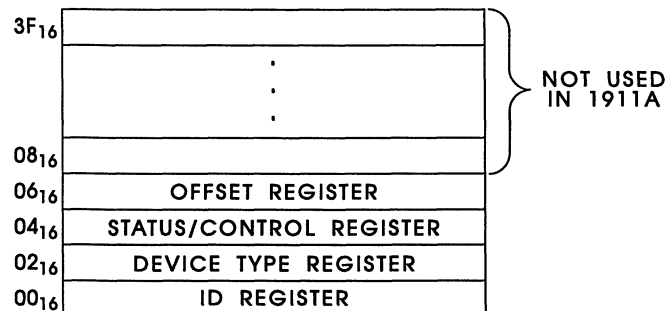 3F16
NOT USED
IN 1911A
0816
0616 OFFSET REGISTER
0416 STATUS/CONTROL REGISTER
0216 DEVICE TYPE REGISTER
0016 ID REGISTER